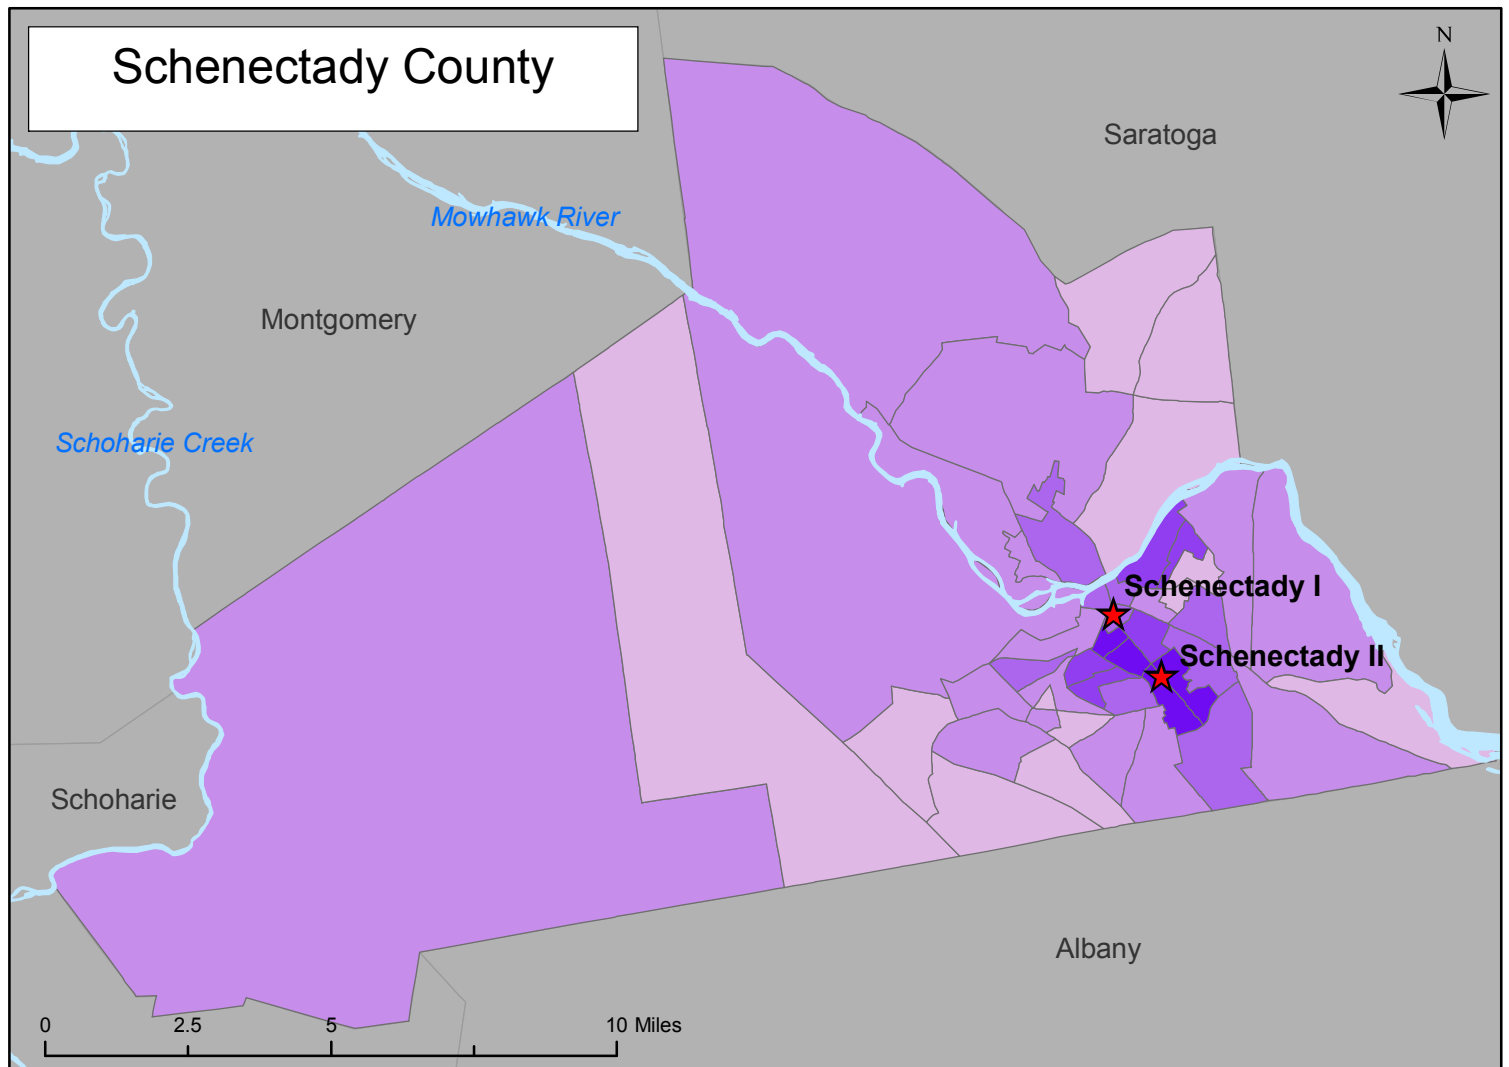 Schenectady County
N
Saratoga
Mowhawk River
Montgomery
Schoharie Creek
Schenectady I
Schenectady II
Schoharie
Albany
0 2.5 5 10 Miles